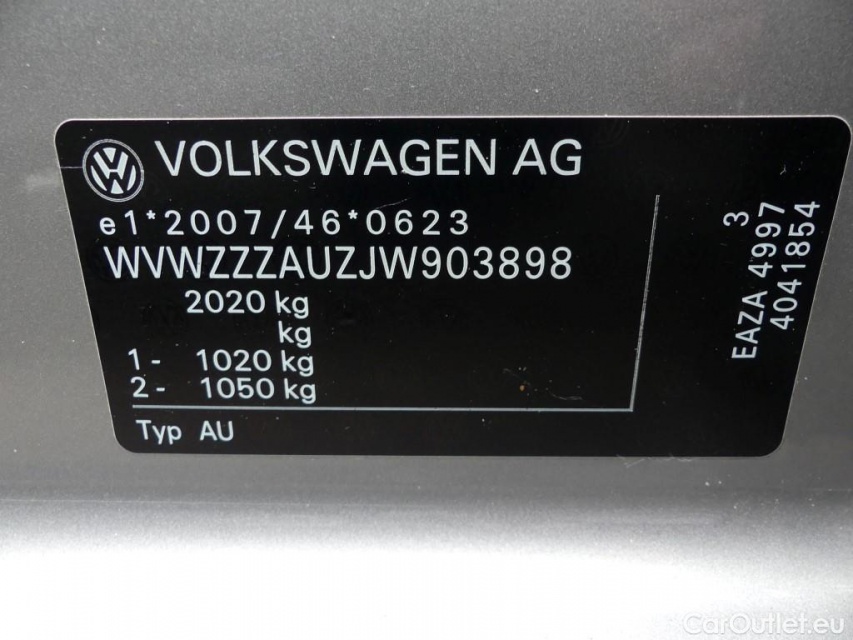 VOLKSWAGEN AG
e1*2007/46*0623
WVWZZZAUZJW903898
2020 kg
kg
1- 1020 kg
2- 1050 kg
Typ AU
3
EAZA 4997
4041854
CarOutlet.eu